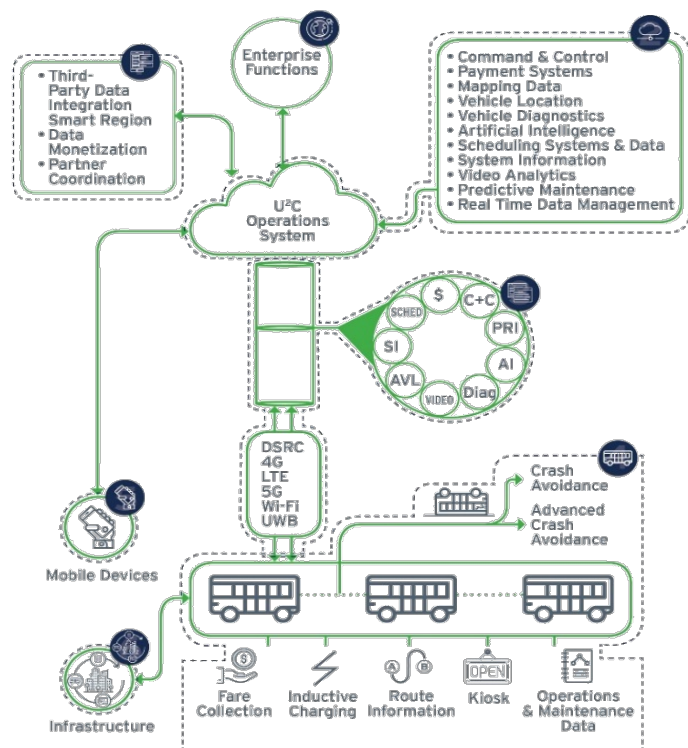 Enterprise
Functions
• Third-
Party Data
Integration
Smart Region
• Data
Monetization
• Partner
Coordination
• Command & Control
• Payment Systems
• Mapping Data
• Vehicle Location
• Vehicle Diagnostics
• Artificial Intelligence
• Scheduling Systems & Data
• System Information
• Video Analytics
• Predictive Maintenance
• Real Time Data Management
U²C
Operations
System
$
C+C
PRI
AI
Diag
VIDEO
AVL
SI
SCHED
DSRC
4G
LTE
5G
Wi-Fi
UWB
Crash
Avoidance
Advanced
Crash
Avoidance
Mobile Devices
Infrastructure
$
Fare
Collection
Inductive
Charging
A
B
Route
Information
OPEN
Kiosk
Operations
& Maintenance
Data